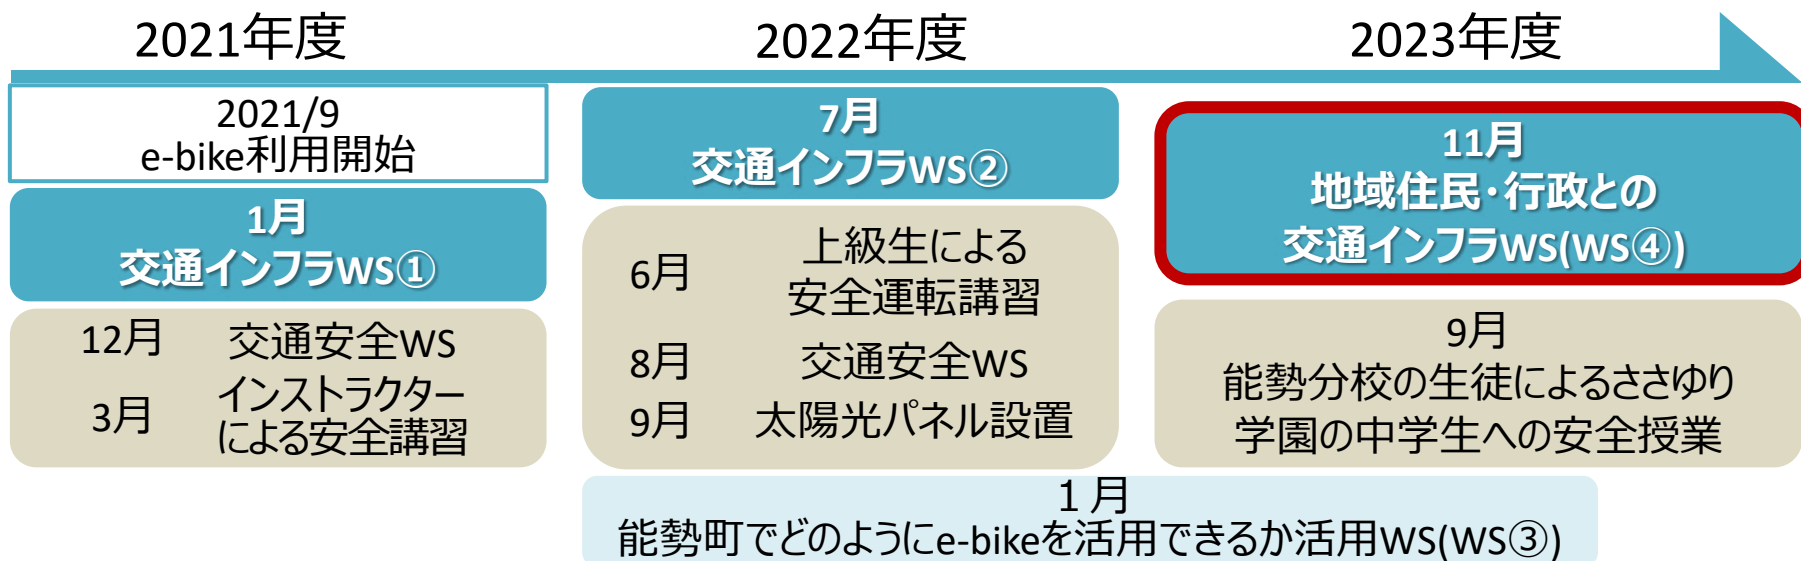 2021年度
2022年度
2023年度
2021/9
e-bike利用開始
1月
交通インフラWS①
12月 交通安全WS
3月 インストラクター
による安全講習
7月
交通インフラWS②
6月 上級生による
安全運転講習
8月 交通安全WS
9月 太陽光パネル設置
11月
地域住民・行政との
交通インフラWS(WS④)
9月
能勢分校の生徒によるささゆり
学園の中学生への安全授業
１月
能勢町でどのようにe-bikeを活用できるか活用WS(WS③)